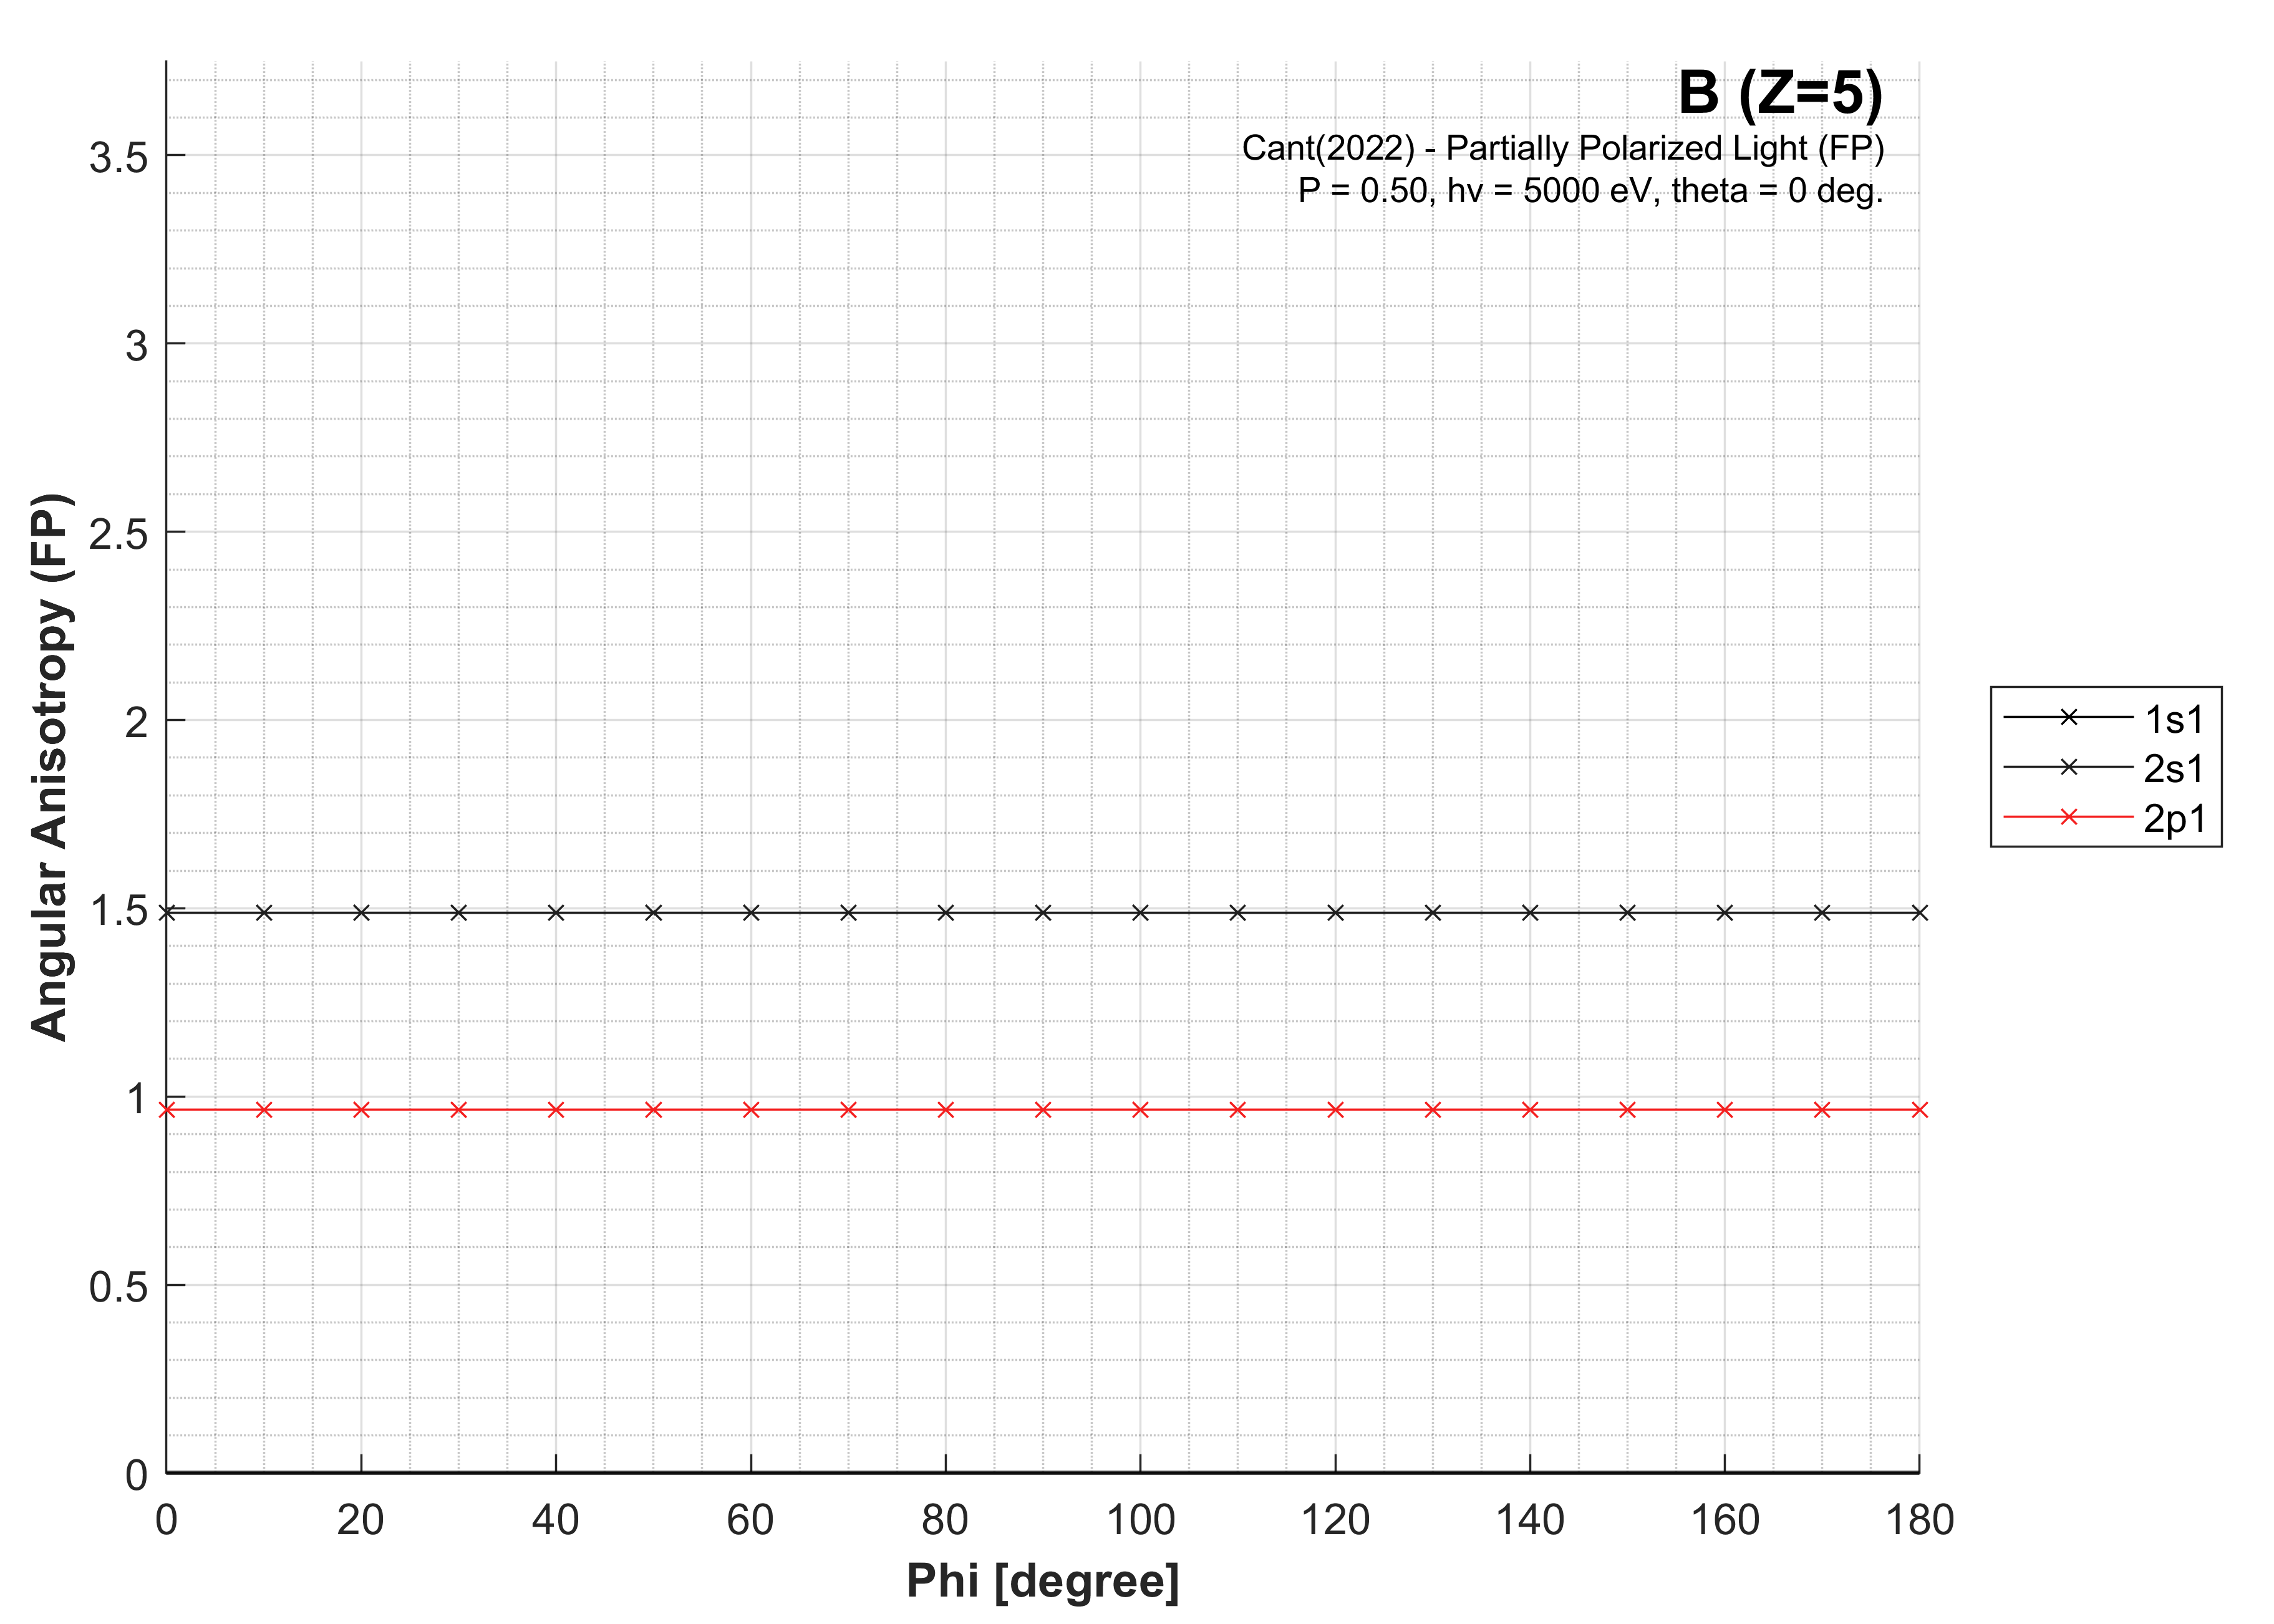 B (Z=5)
Cant(2022) - Partially Polarized Light (FP)
P = 0.50, hv = 5000 eV, theta = 0 deg.
Angular Anisotropy (FP)
3.5
3
2.5
2
1.5
1
0.5
0
0 20 40 60 80 100 120 140 160 180
Phi [degree]
1s1
2s1
2p1